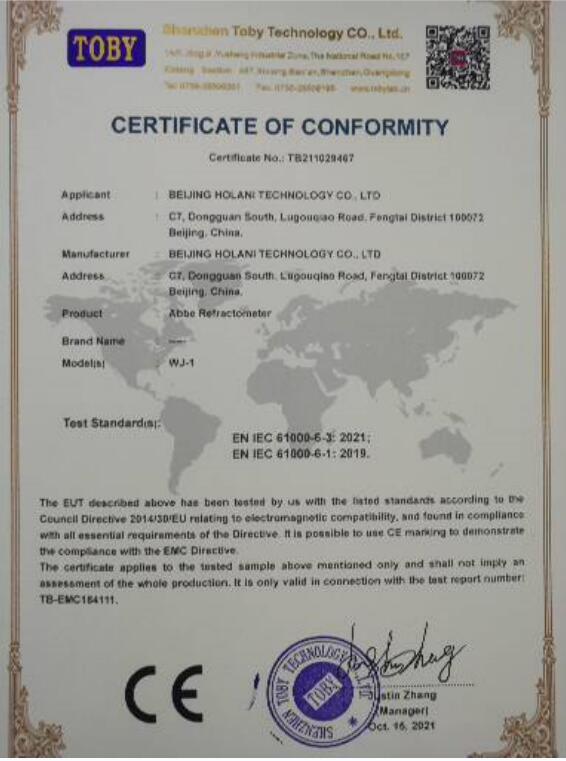 TOBY
Shenzhen Toby Technology CO., Ltd.
CERTIFICATE OF CONFORMITY
Certificate No.: TB211029467
Applicant : BEIJING HOLANI TECHNOLOGY CO., LTD
Address : C7, Dongguan South, Lugouqiao Road, Fengtai District 100072
Beijing, China.
Manufacturer : BEIJING HOLANI TECHNOLOGY CO., LTD
Address : C7, Dongguan South, Lugouqiao Road, Fengtai District 100072
Beijing, China.
Product : Abbe Refractometer
Brand Name : ----
Model(s) : WJ-1
Test Standard(s):
EN IEC 61000-6-3: 2021;
EN IEC 61000-6-1: 2019.
The EUT described above has been tested by us with the listed standards according to the
Council Directive 2014/30/EU relating to electromagnetic compatibility, and found in compliance
with all essential requirements of the Directive. It is possible to use CE marking to demonstrate
the compliance with the EMC Directive.
The certificate applies to the tested sample above mentioned only and shall not imply an
assessment of the whole production. It is only valid in connection with the test report number:
TB-EMC164111.
CE
SHENZHEN TOBY TECHNOLOGY CO., LTD
TOBY
Justin Zhang
(Manager)
Oct. 16, 2021